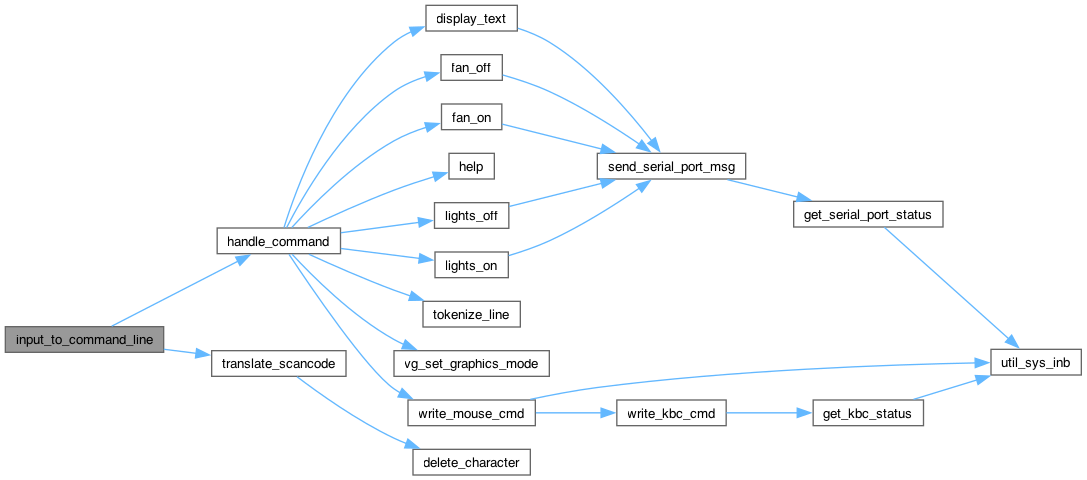 display_text
fan_off
fan_on
help
send_serial_port_msg
lights_off
get_serial_port_status
handle_command
lights_on
tokenize_line
input_to_command_line
translate_scancode
vg_set_graphics_mode
util_sys_inb
write_mouse_cmd
write_kbc_cmd
get_kbc_status
delete_character